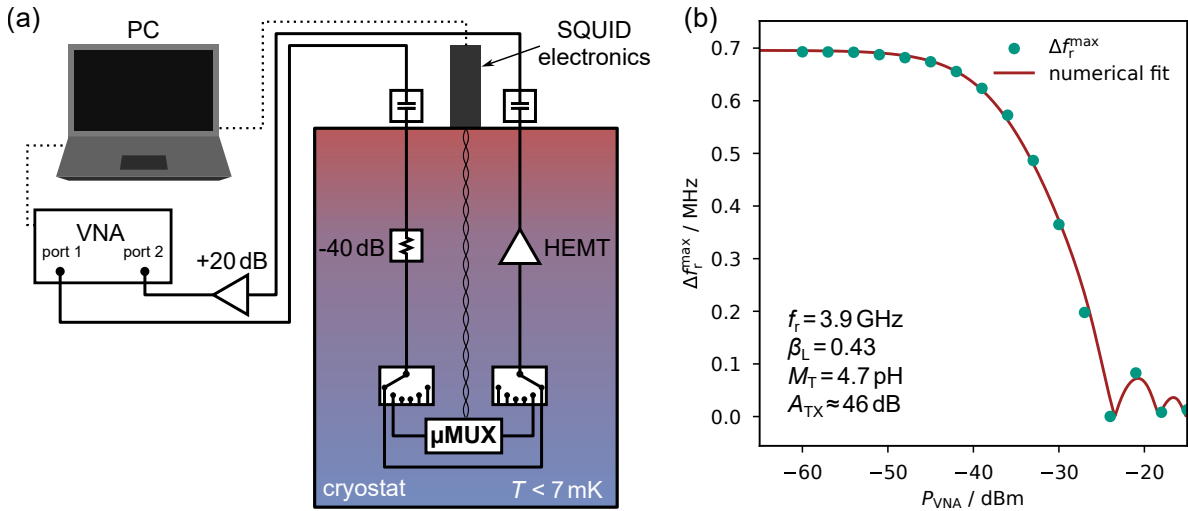 (a)
PC
SQUID
electronics
VNA
port 1
port 2
+20 dB
-40 dB
HEMT
µMUX
cryostat
T < 7 mK
(b)
Δf_r^max
numerical fit
0.7
0.6
0.5
0.4
0.3
0.2
0.1
0.0
Δf_r^max / MHz
f_r = 3.9 GHz
β_L = 0.43
M_T = 4.7 pH
A_TX ≈ 46 dB
−60
−50
−40
−30
−20
P_VNA / dBm